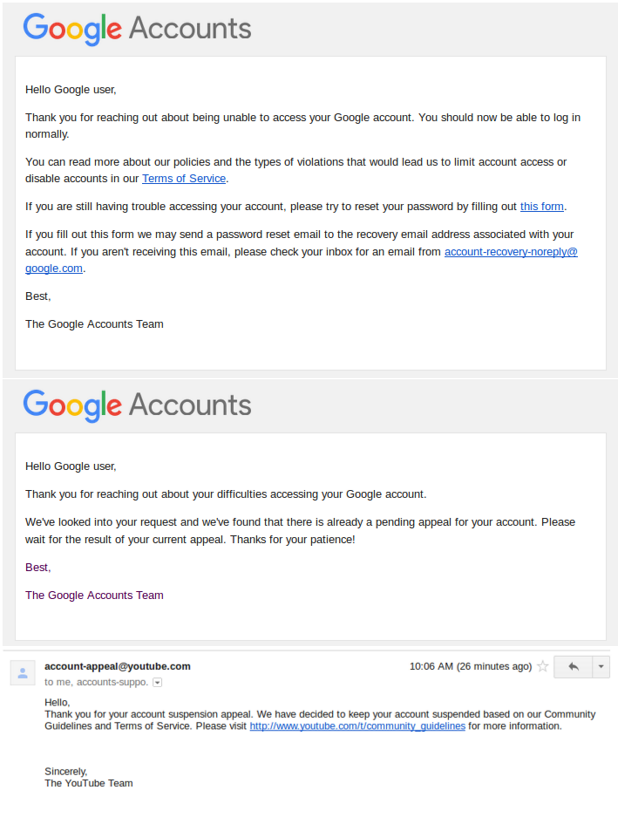 Google Accounts
Hello Google user,
Thank you for reaching out about being unable to access your Google account. You should now be able to log in
normally.
You can read more about our policies and the types of violations that would lead us to limit account access or
disable accounts in our Terms of Service.
If you are still having trouble accessing your account, please try to reset your password by filling out this form.
If you fill out this form we may send a password reset email to the recovery email address associated with your
account. If you aren't receiving this email, please check your inbox for an email from account-recovery-noreply@
google.com.
Best,
The Google Accounts Team
Google Accounts
Hello Google user,
Thank you for reaching out about your difficulties accessing your Google account.
We've looked into your request and we've found that there is already a pending appeal for your account. Please
wait for the result of your current appeal. Thanks for your patience!
Best,
The Google Accounts Team
account-appeal@youtube.com 10:06 AM (26 minutes ago)
to me, accounts-suppo.
Hello,
Thank you for your account suspension appeal. We have decided to keep your account suspended based on our Community
Guidelines and Terms of Service. Please visit http://www.youtube.com/t/community_guidelines for more information.
Sincerely,
The YouTube Team